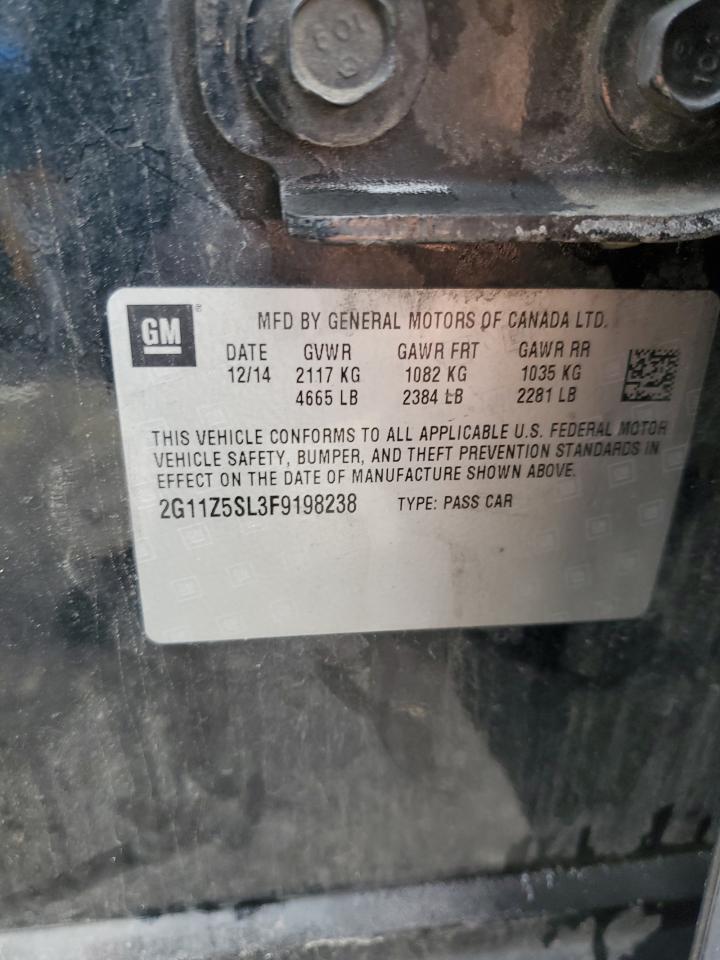 GM
MFD BY GENERAL MOTORS OF CANADA LTD.
DATE GVWR GAWR FRT GAWR RR
12/14 2117 KG 1082 KG 1035 KG
4665 LB 2384 LB 2281 LB
THIS VEHICLE CONFORMS TO ALL APPLICABLE U.S. FEDERAL MOTOR
VEHICLE SAFETY, BUMPER, AND THEFT PREVENTION STANDARDS IN
EFFECT ON THE DATE OF MANUFACTURE SHOWN ABOVE.
2G11Z5SL3F9198238 TYPE: PASS CAR